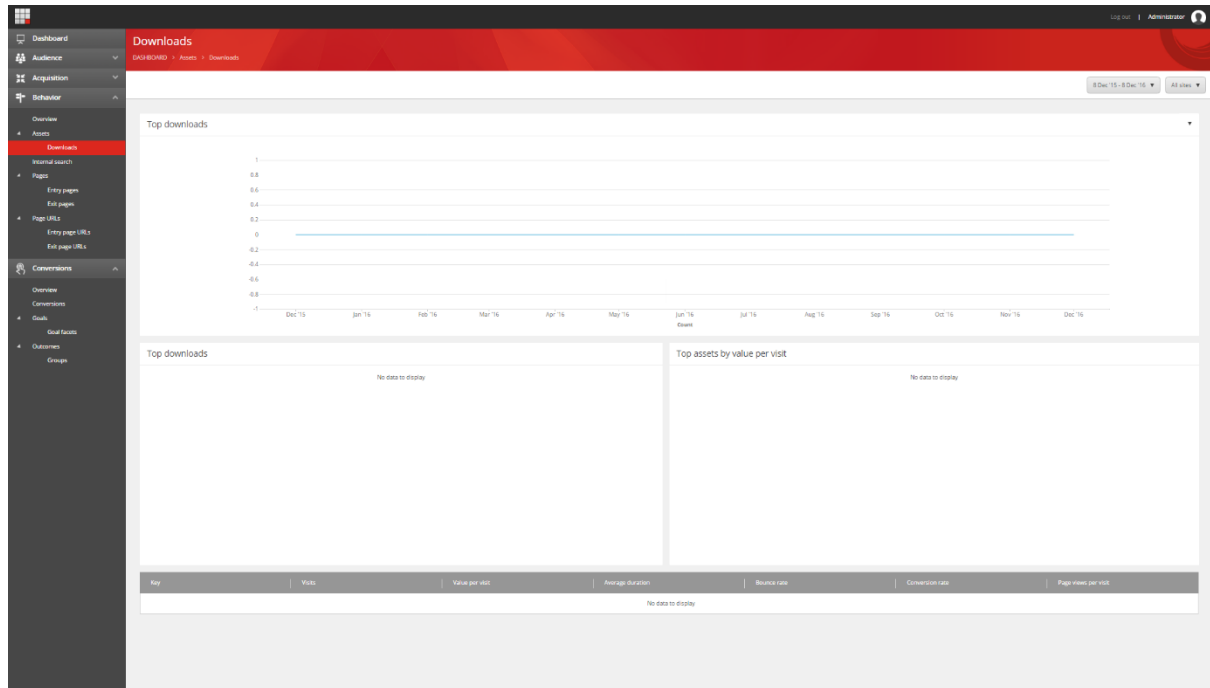 Log out | Administrator
Dashboard
Audience
Acquisition
Behavior
Overview
Assets
Downloads
Internal search
Pages
Entry pages
Exit pages
Page URLs
Entry page URLs
Exit page URLs
Conversions
Overview
Conversions
Goals
Goal facets
Outcomes
Groups
Downloads
DASHBOARD > Assets > Downloads
8 Dec '15 - 8 Dec '16 ▼ All sites ▼
Top downloads
1
0.8
0.6
0.4
0.2
0
-0.2
-0.4
-0.6
-0.8
-1
Dec '15 Jan '16 Feb '16 Mar '16 Apr '16 May '16 Jun '16 Jul '16 Aug '16 Sep '16 Oct '16 Nov '16 Dec '16
Count
Top downloads
No data to display
Top assets by value per visit
No data to display
Key Visits Value per visit Average duration Bounce rate Conversion rate Page views per visit
No data to display